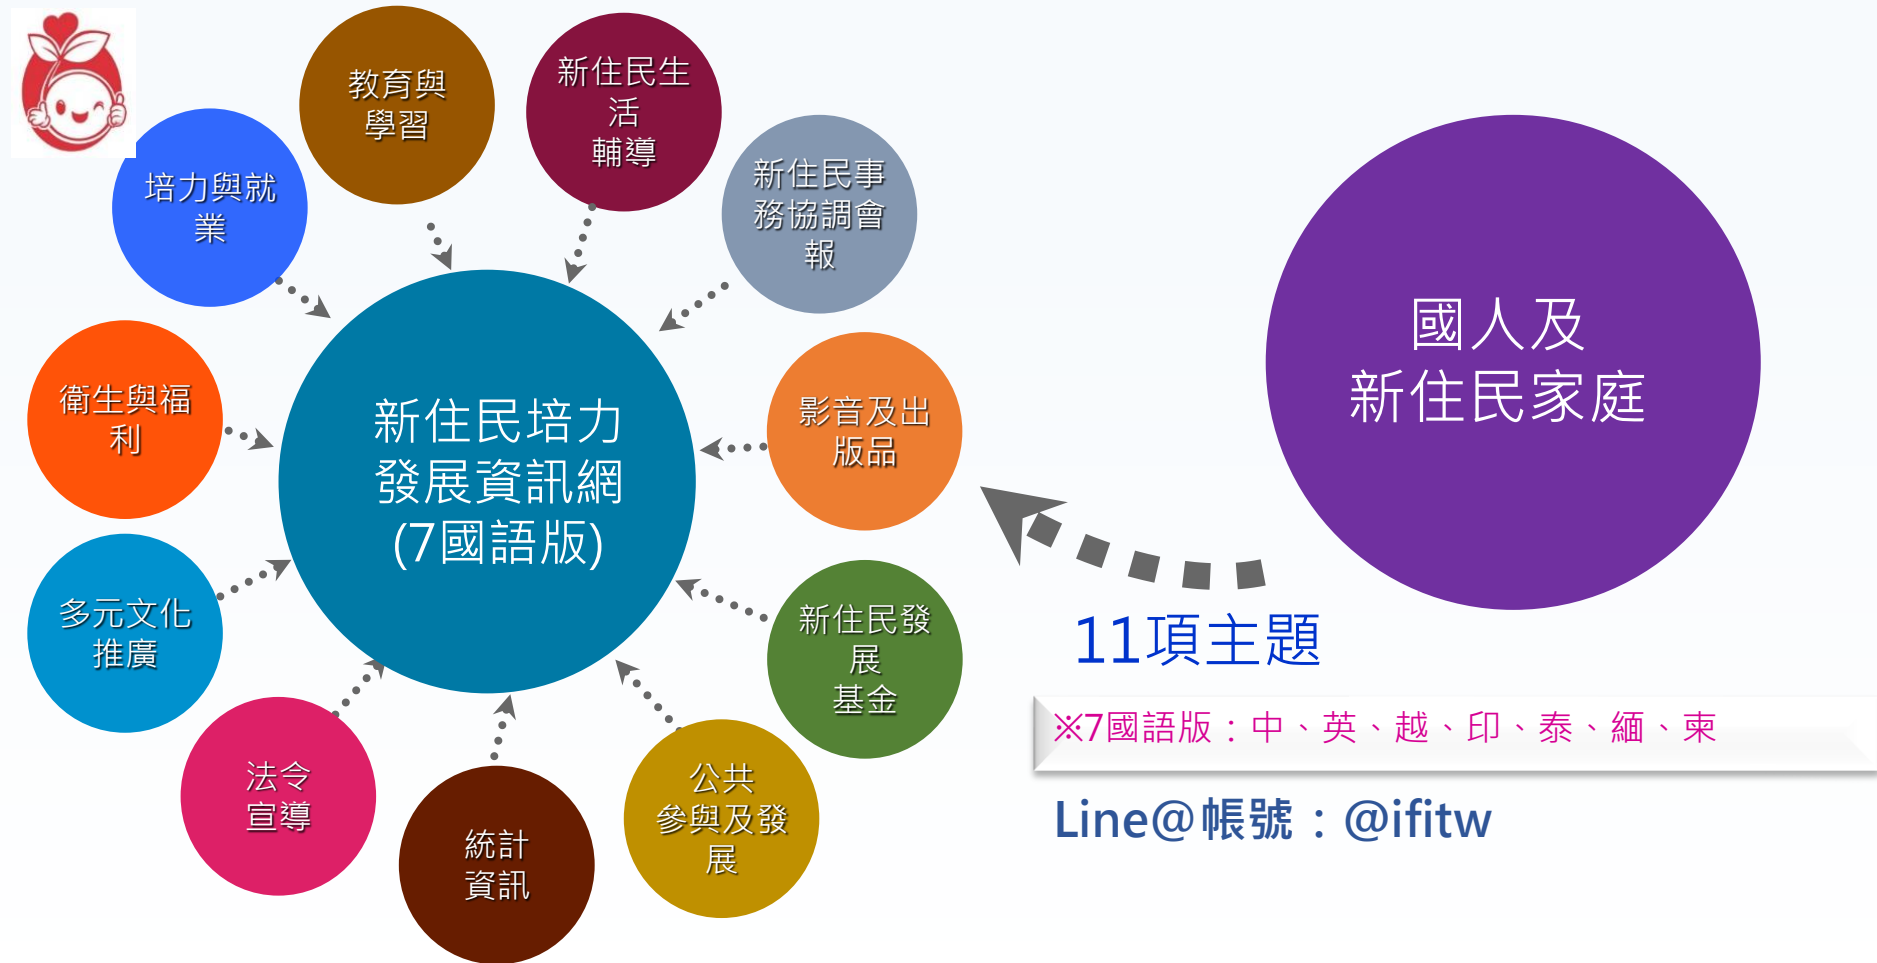 教育與
學習
新住民生
活
輔導
新住民事
務協調會
報
培力與就
業
衛生與福
利
影音及出
版品
新住民培力
發展資訊網
(7國語版)
多元文化
推廣
新住民發
展
基金
法令
宣導
統計
資訊
公共
參與及發
展
國人及
新住民家庭
11項主題
※7國語版：中、英、越、印、泰、緬、柬
Line@帳號：@ifitw